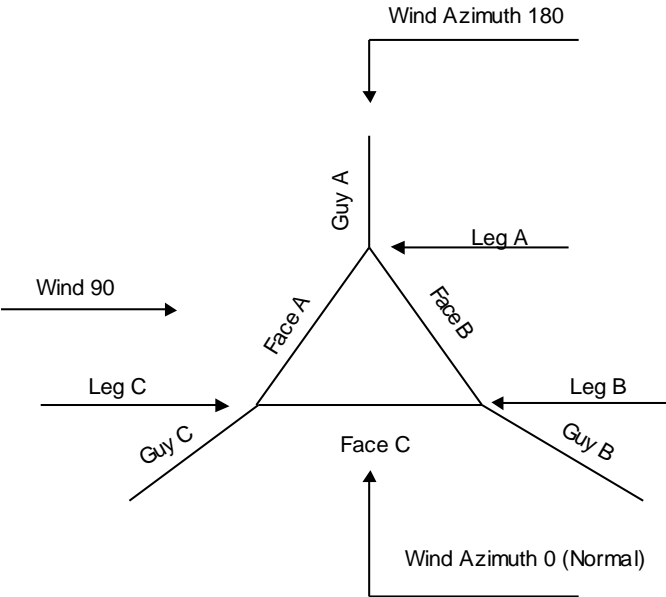 Wind Azimuth 180
Guy A
Leg A
Wind 90
Face A
Face B
Leg C
Leg B
Guy C
Face C
Guy B
Wind Azimuth 0 (Normal)